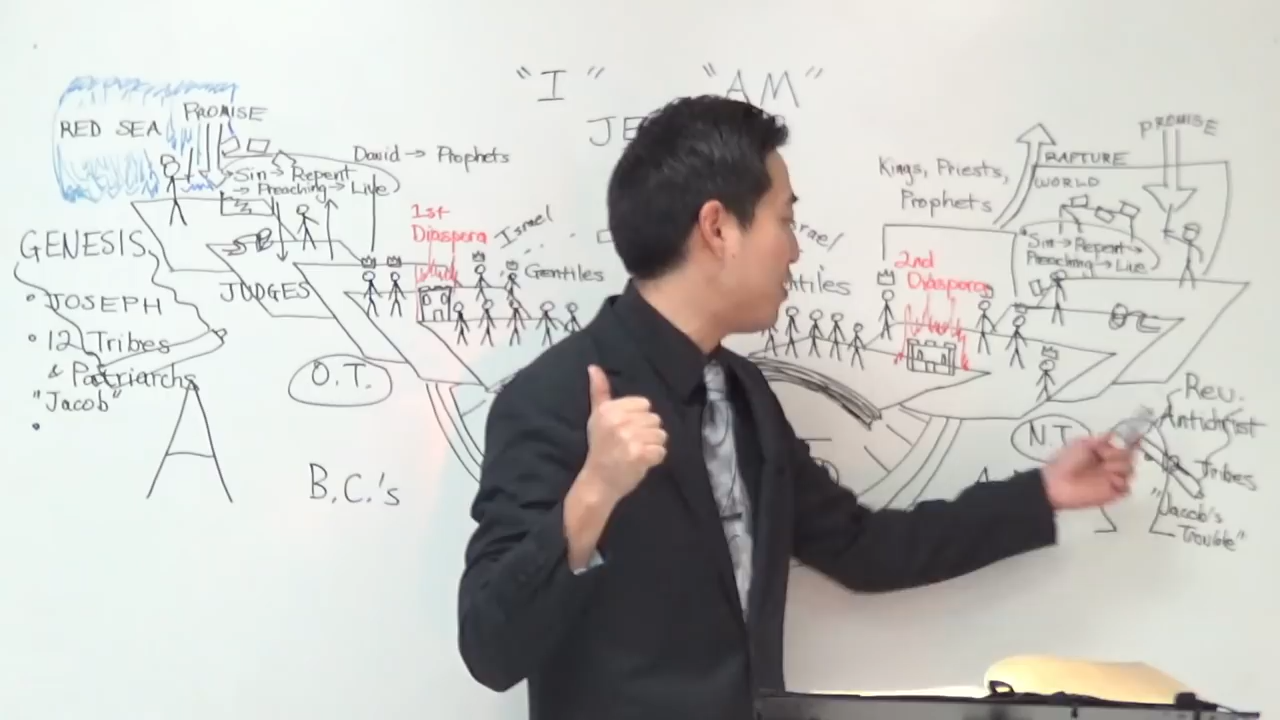 "I" "AM"
JE
RED SEA
PROMISE
Sin → Repent
→ Preaching → Live
David → Prophets
GENESIS
• JOSEPH
• 12 Tribes
& Patriarchs
"Jacob"
•
JUDGES
1st
Diaspora
Israel
Gentiles
O.T.
B.C.'s
Kings, Priests,
Prophets
RAPTURE
WORLD
PROMISE
Sin → Repent →
Preaching → Live
2nd
Diaspora
N.T.
Rev.
Antichrist
Tribes
"Jacob's
Trouble"